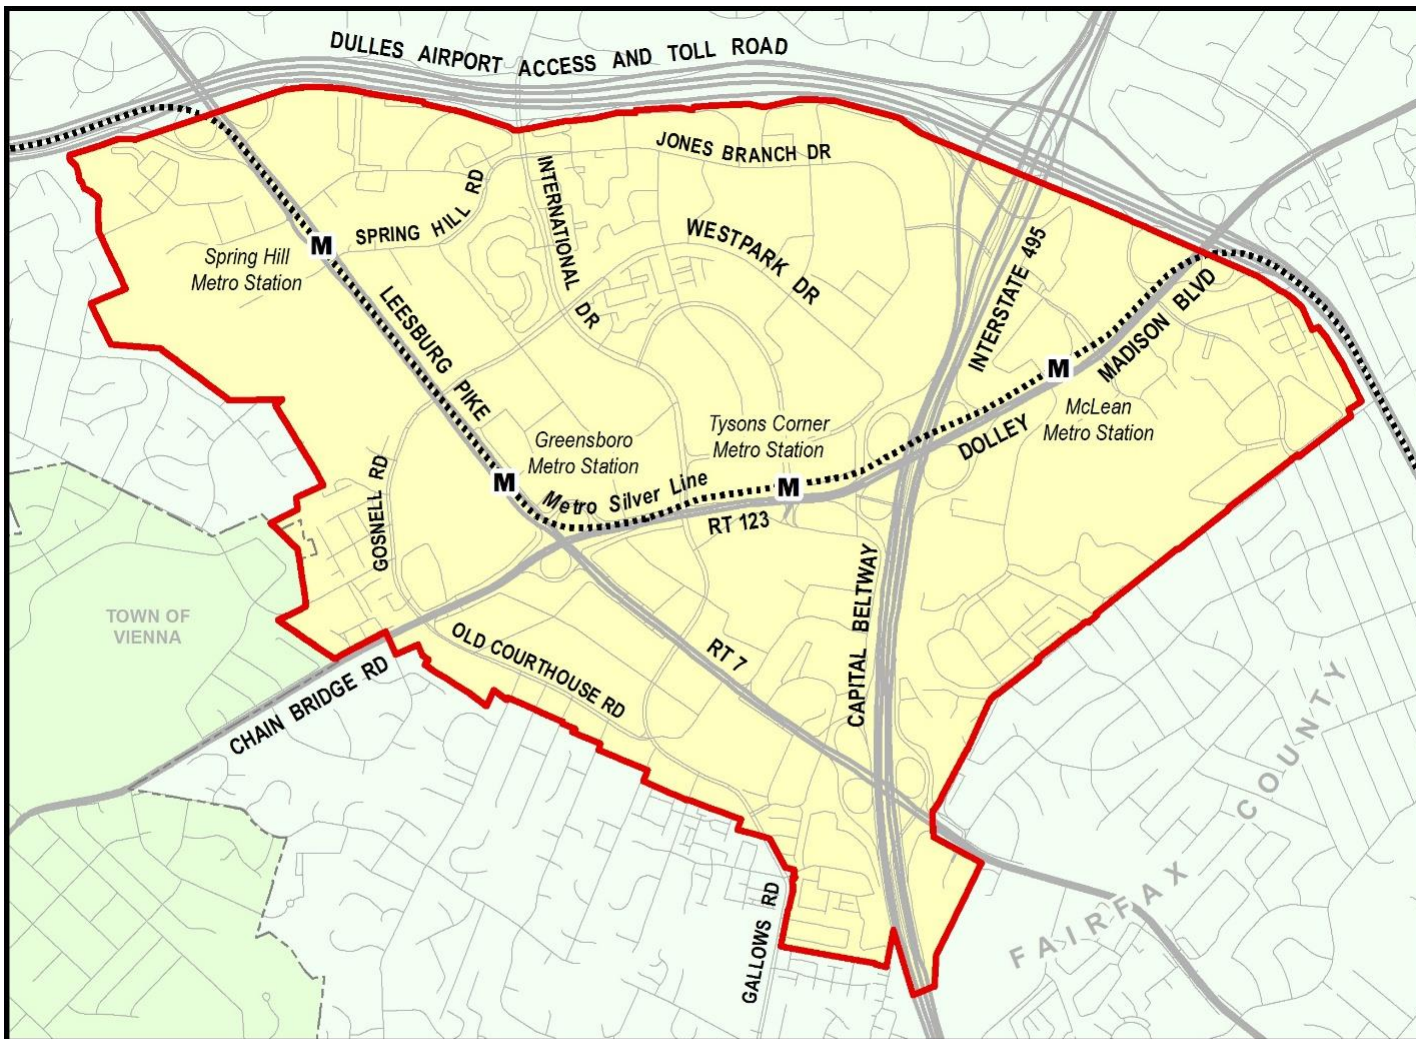 DULLES AIRPORT ACCESS AND TOLL ROAD
JONES BRANCH DR
INTERNATIONAL DR
SPRING HILL RD
M
Spring Hill
Metro Station
WESTPARK DR
INTERSTATE 495
LEESBURG PIKE
MADISON BLVD
M
McLean
Metro Station
DOLLEY
Tysons Corner
Metro Station
M
Greensboro
Metro Station
M
Metro Silver Line
RT 123
GOSNELL RD
CAPITAL BELTWAY
TOWN OF
VIENNA
OLD COURTHOUSE RD
RT 7
CHAIN BRIDGE RD
GALLOWS RD
FAIRFAX COUNTY